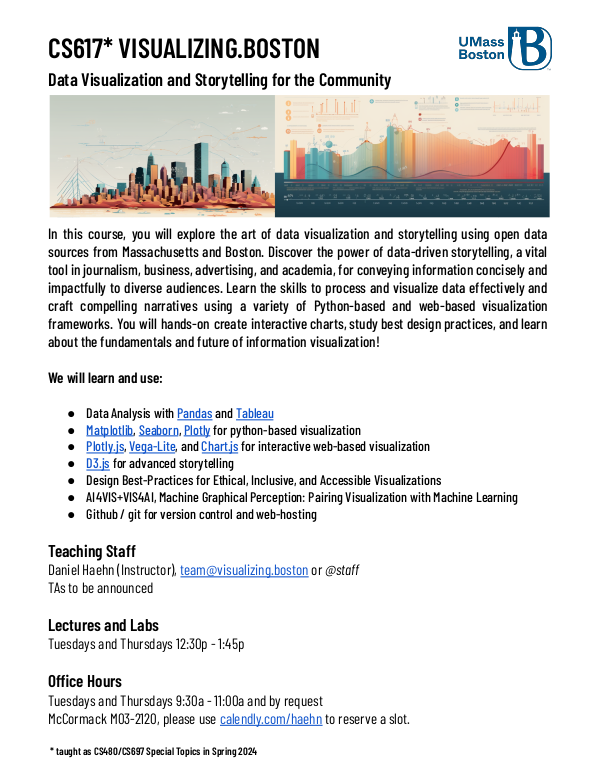 CS617* VISUALIZING.BOSTON
UMass
Boston
B
Data Visualization and Storytelling for the Community
In this course, you will explore the art of data visualization and storytelling using open data
sources from Massachusetts and Boston. Discover the power of data-driven storytelling, a vital
tool in journalism, business, advertising, and academia, for conveying information concisely and
impactfully to diverse audiences. Learn the skills to process and visualize data effectively and
craft compelling narratives using a variety of Python-based and web-based visualization
frameworks. You will hands-on create interactive charts, study best design practices, and learn
about the fundamentals and future of information visualization!
We will learn and use:
● Data Analysis with Pandas and Tableau
● Matplotlib, Seaborn, Plotly for python-based visualization
● Plotly.js, Vega-Lite, and Chart.js for interactive web-based visualization
● D3.js for advanced storytelling
● Design Best-Practices for Ethical, Inclusive, and Accessible Visualizations
● AI4VIS+VIS4AI, Machine Graphical Perception: Pairing Visualization with Machine Learning
● Github / git for version control and web-hosting
Teaching Staff
Daniel Haehn (Instructor), team@visualizing.boston or @staff
TAs to be announced
Lectures and Labs
Tuesdays and Thursdays 12:30p - 1:45p
Office Hours
Tuesdays and Thursdays 9:30a - 11:00a and by request
McCormack M03-2120, please use calendly.com/haehn to reserve a slot.
* taught as CS480/CS697 Special Topics in Spring 2024